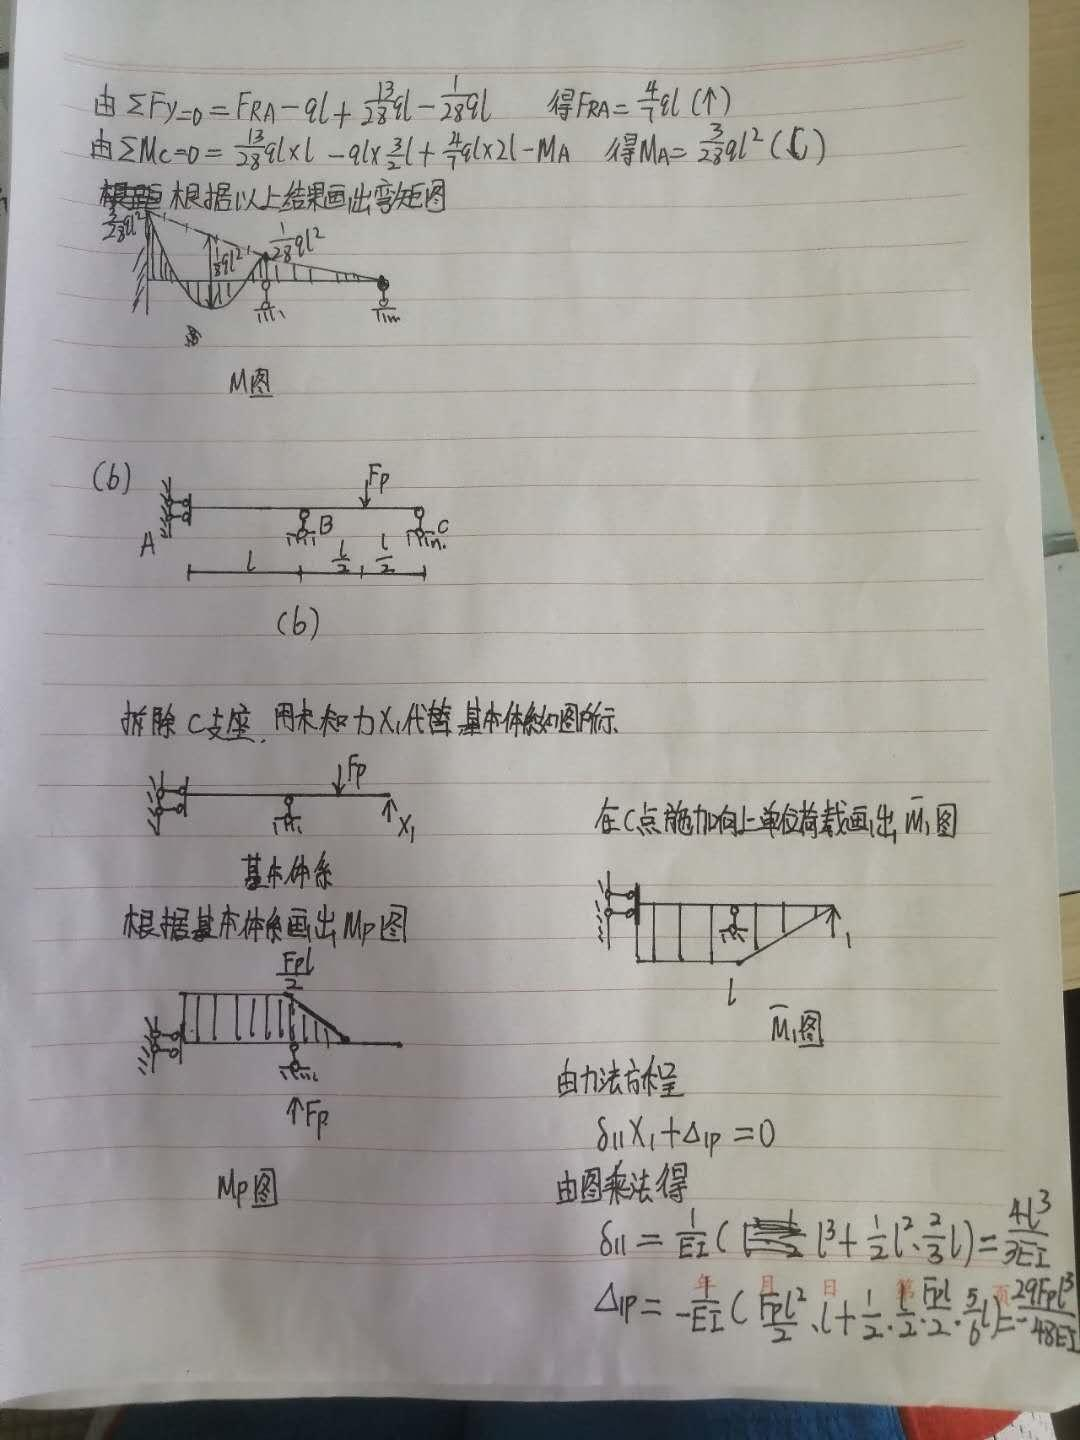 由ΣFy=0=FRA-ql+13/28ql-1/28ql 得FRA=4/7ql(↑)
由ΣMc=0=13/28ql×l-ql×3/2l+4/7ql×2l-MA 得MA=3/28ql²(↺)
根据以上结果画出弯矩图
3/28ql² 1/8ql² 1/28ql²
M图
(b)
Fp
A B C
l l/2 l/2
(b)
拆除C支座,用未知力X₁代替,基本体系如图所示
Fp
X₁
基本体系
根据基本体系画出Mp图
Fpl/2
↑Fp
Mp图
在C点施加向上单位荷载画出M̄₁图
1
l
M̄₁图
由力法方程
δ11X₁+Δ1p=0
由图乘法得
δ11=1/EI(l³+1/2l²·2/3l)=4l³/3EI
Δ1p=-1/EI(Fpl²/2·l+1/2·l/2·Fpl/2·5/6l)=-29Fpl³/48EI
年 月 日 第 页